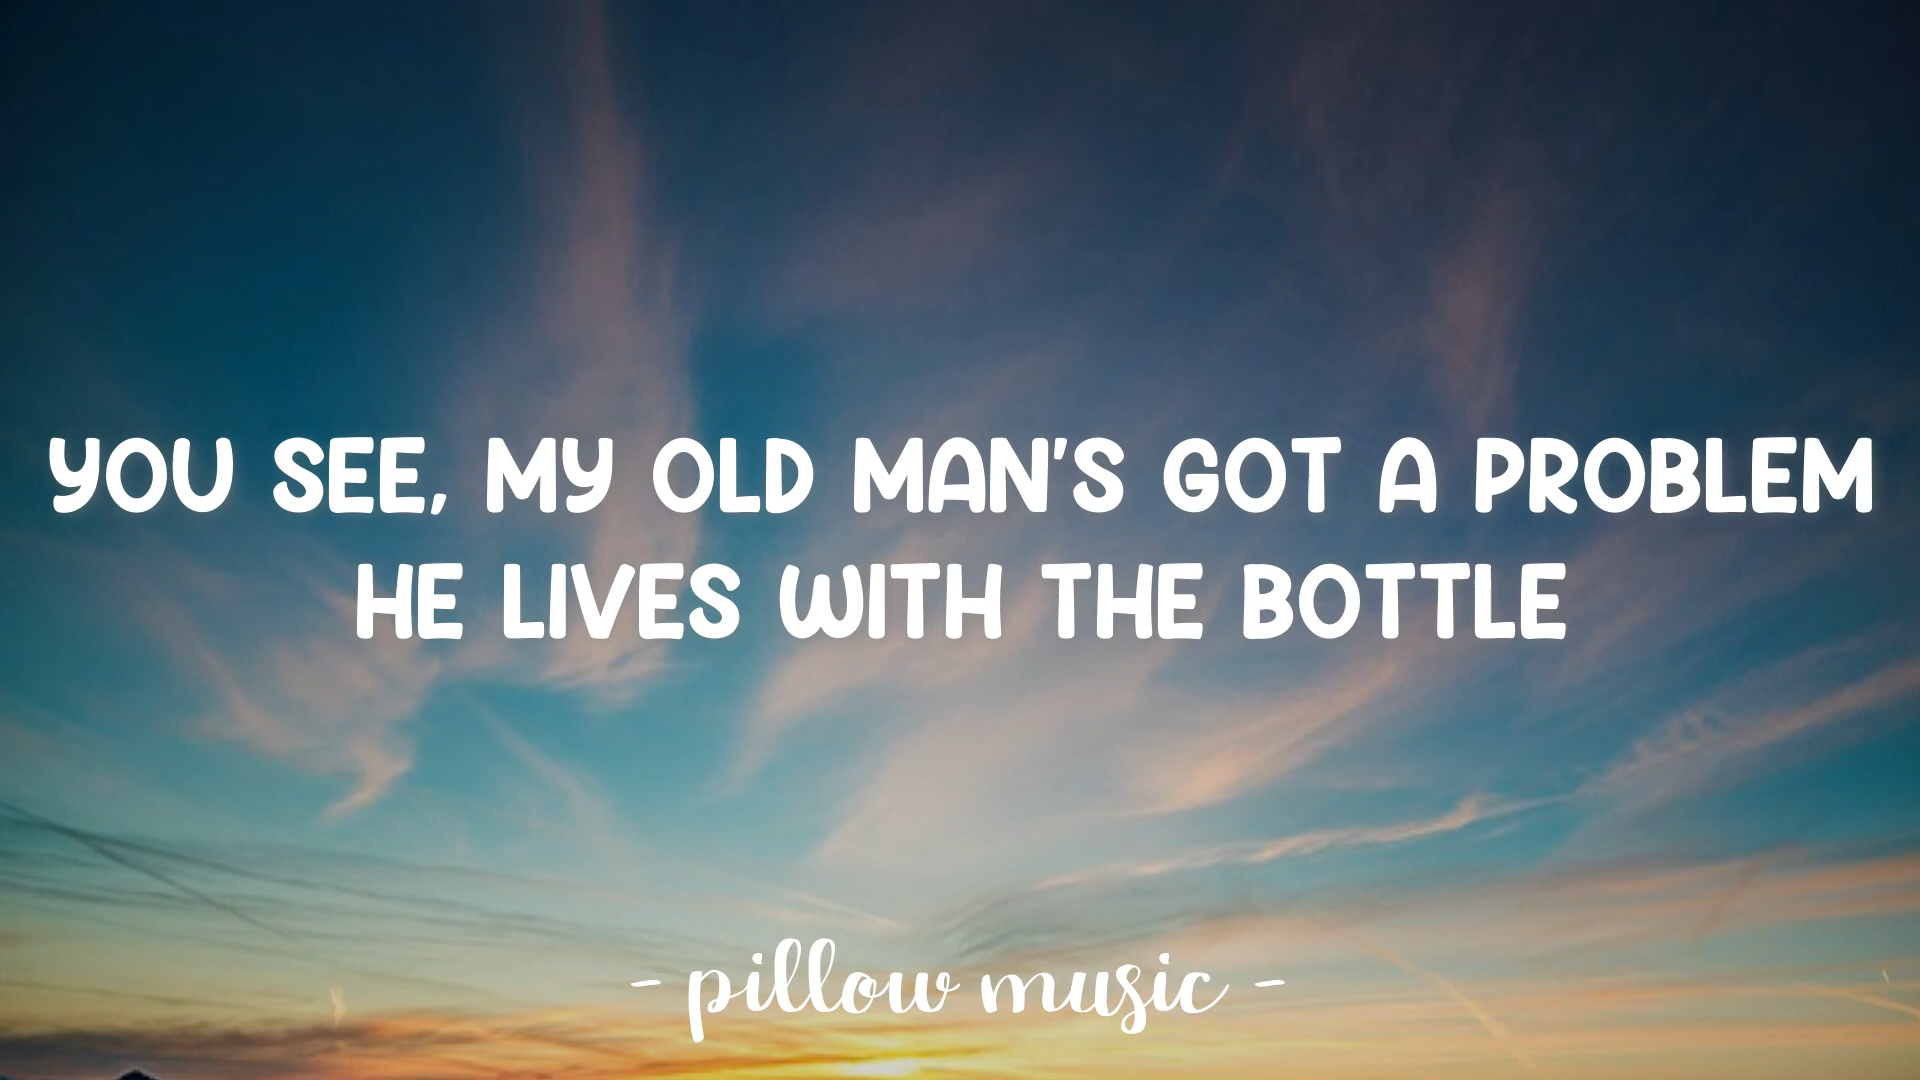 YOU SEE, MY OLD MAN'S GOT A PROBLEM
HE LIVES WITH THE BOTTLE
- pillow music -